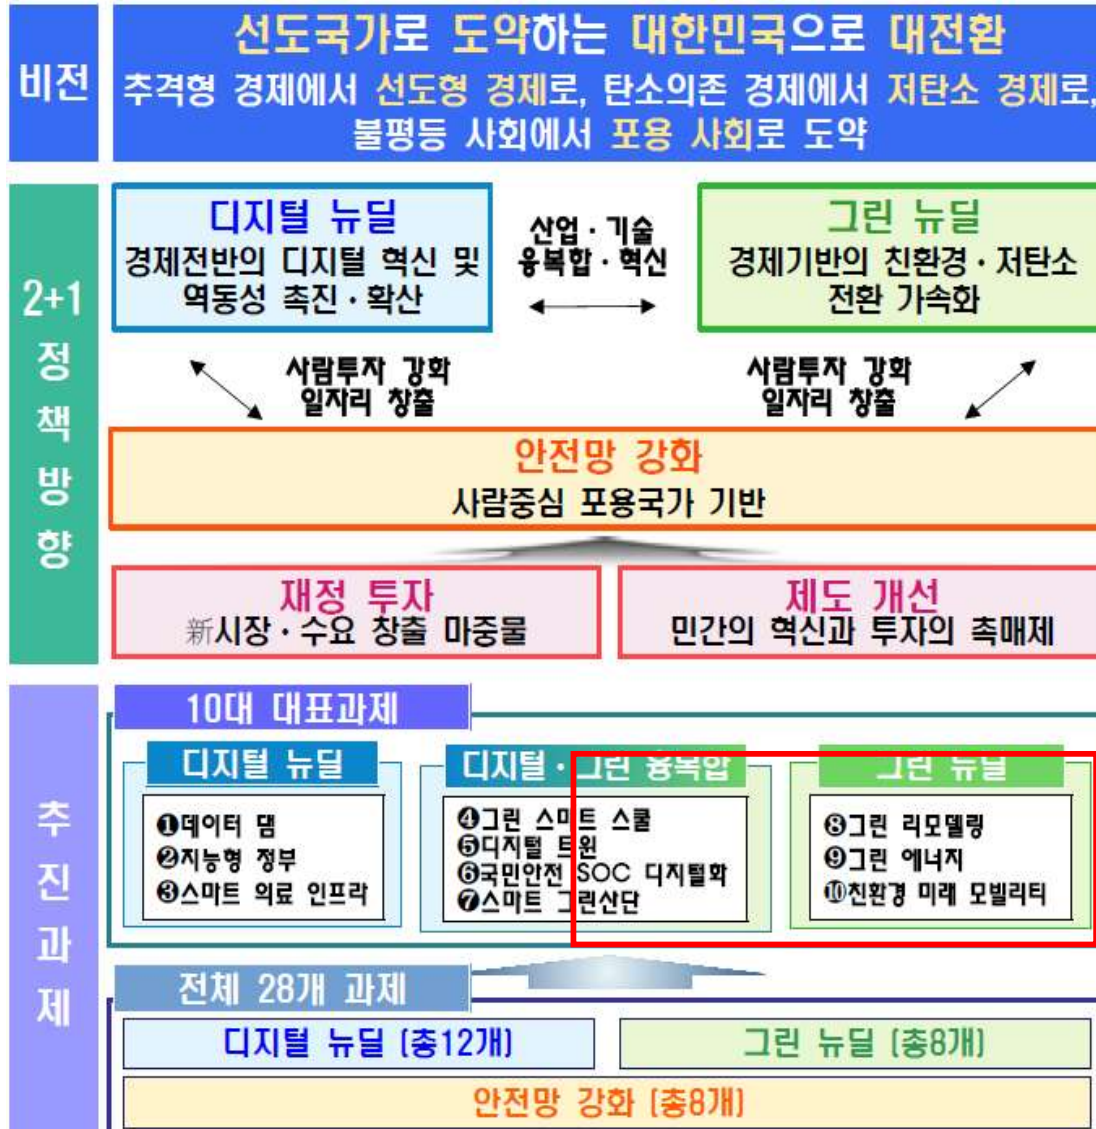 비전
선도국가로 도약하는 대한민국으로 대전환
추격형 경제에서 선도형 경제로, 탄소의존 경제에서 저탄소 경제로,
불평등 사회에서 포용 사회로 도약
2+1
정
책
방
향
디지털 뉴딜
경제전반의 디지털 혁신 및
역동성 촉진·확산
산업·기술
융복합·혁신
그린 뉴딜
경제기반의 친환경·저탄소
전환 가속화
사람투자 강화
일자리 창출
사람투자 강화
일자리 창출
안전망 강화
사람중심 포용국가 기반
재정 투자
新시장·수요 창출 마중물
제도 개선
민간의 혁신과 투자의 촉매제
추
진
과
제
10대 대표과제
디지털 뉴딜
❶데이터 댐
❷지능형 정부
❸스마트 의료 인프라
디지털·그린 융복합
❹그린 스마트 스쿨
❺디지털 트윈
❻국민안전 SOC 디지털화
❼스마트 그린산단
그린 뉴딜
❽그린 리모델링
❾그린 에너지
❿친환경 미래 모빌리티
전체 28개 과제
디지털 뉴딜 (총12개)
그린 뉴딜 (총8개)
안전망 강화 (총8개)